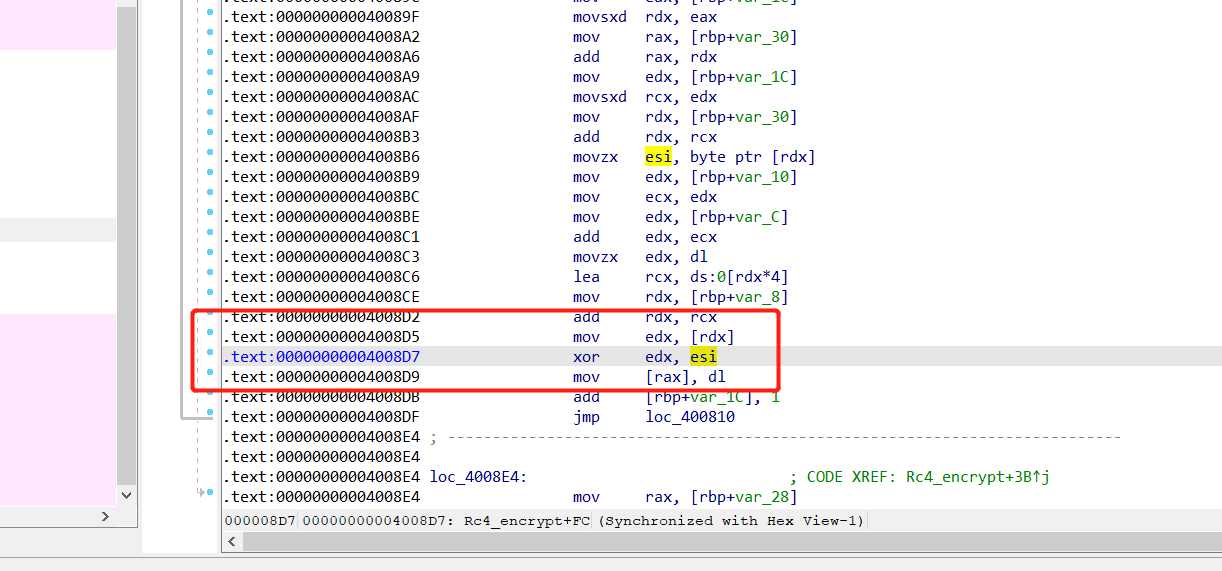 .text:000000000040089F movsxd rdx, eax
.text:00000000004008A2 mov rax, [rbp+var_30]
.text:00000000004008A6 add rax, rdx
.text:00000000004008A9 mov edx, [rbp+var_1C]
.text:00000000004008AC movsxd rcx, edx
.text:00000000004008AF mov rdx, [rbp+var_30]
.text:00000000004008B3 add rdx, rcx
.text:00000000004008B6 movzx esi, byte ptr [rdx]
.text:00000000004008B9 mov edx, [rbp+var_10]
.text:00000000004008BC mov ecx, edx
.text:00000000004008BE mov edx, [rbp+var_C]
.text:00000000004008C1 add edx, ecx
.text:00000000004008C3 movzx edx, dl
.text:00000000004008C6 lea rcx, ds:0[rdx*4]
.text:00000000004008CE mov rdx, [rbp+var_8]
.text:00000000004008D2 add rdx, rcx
.text:00000000004008D5 mov edx, [rdx]
.text:00000000004008D7 xor edx, esi
.text:00000000004008D9 mov [rax], dl
.text:00000000004008DB add [rbp+var_1C], 1
.text:00000000004008DF jmp loc_400810
.text:00000000004008E4 ; ---------------------------------------------------------------------------
.text:00000000004008E4
.text:00000000004008E4 loc_4008E4: ; CODE XREF: Rc4_encrypt+3B↑j
.text:00000000004008E4 mov rax, [rbp+var_28]
000008D7 00000000004008D7: Rc4_encrypt+FC (Synchronized with Hex View-1)